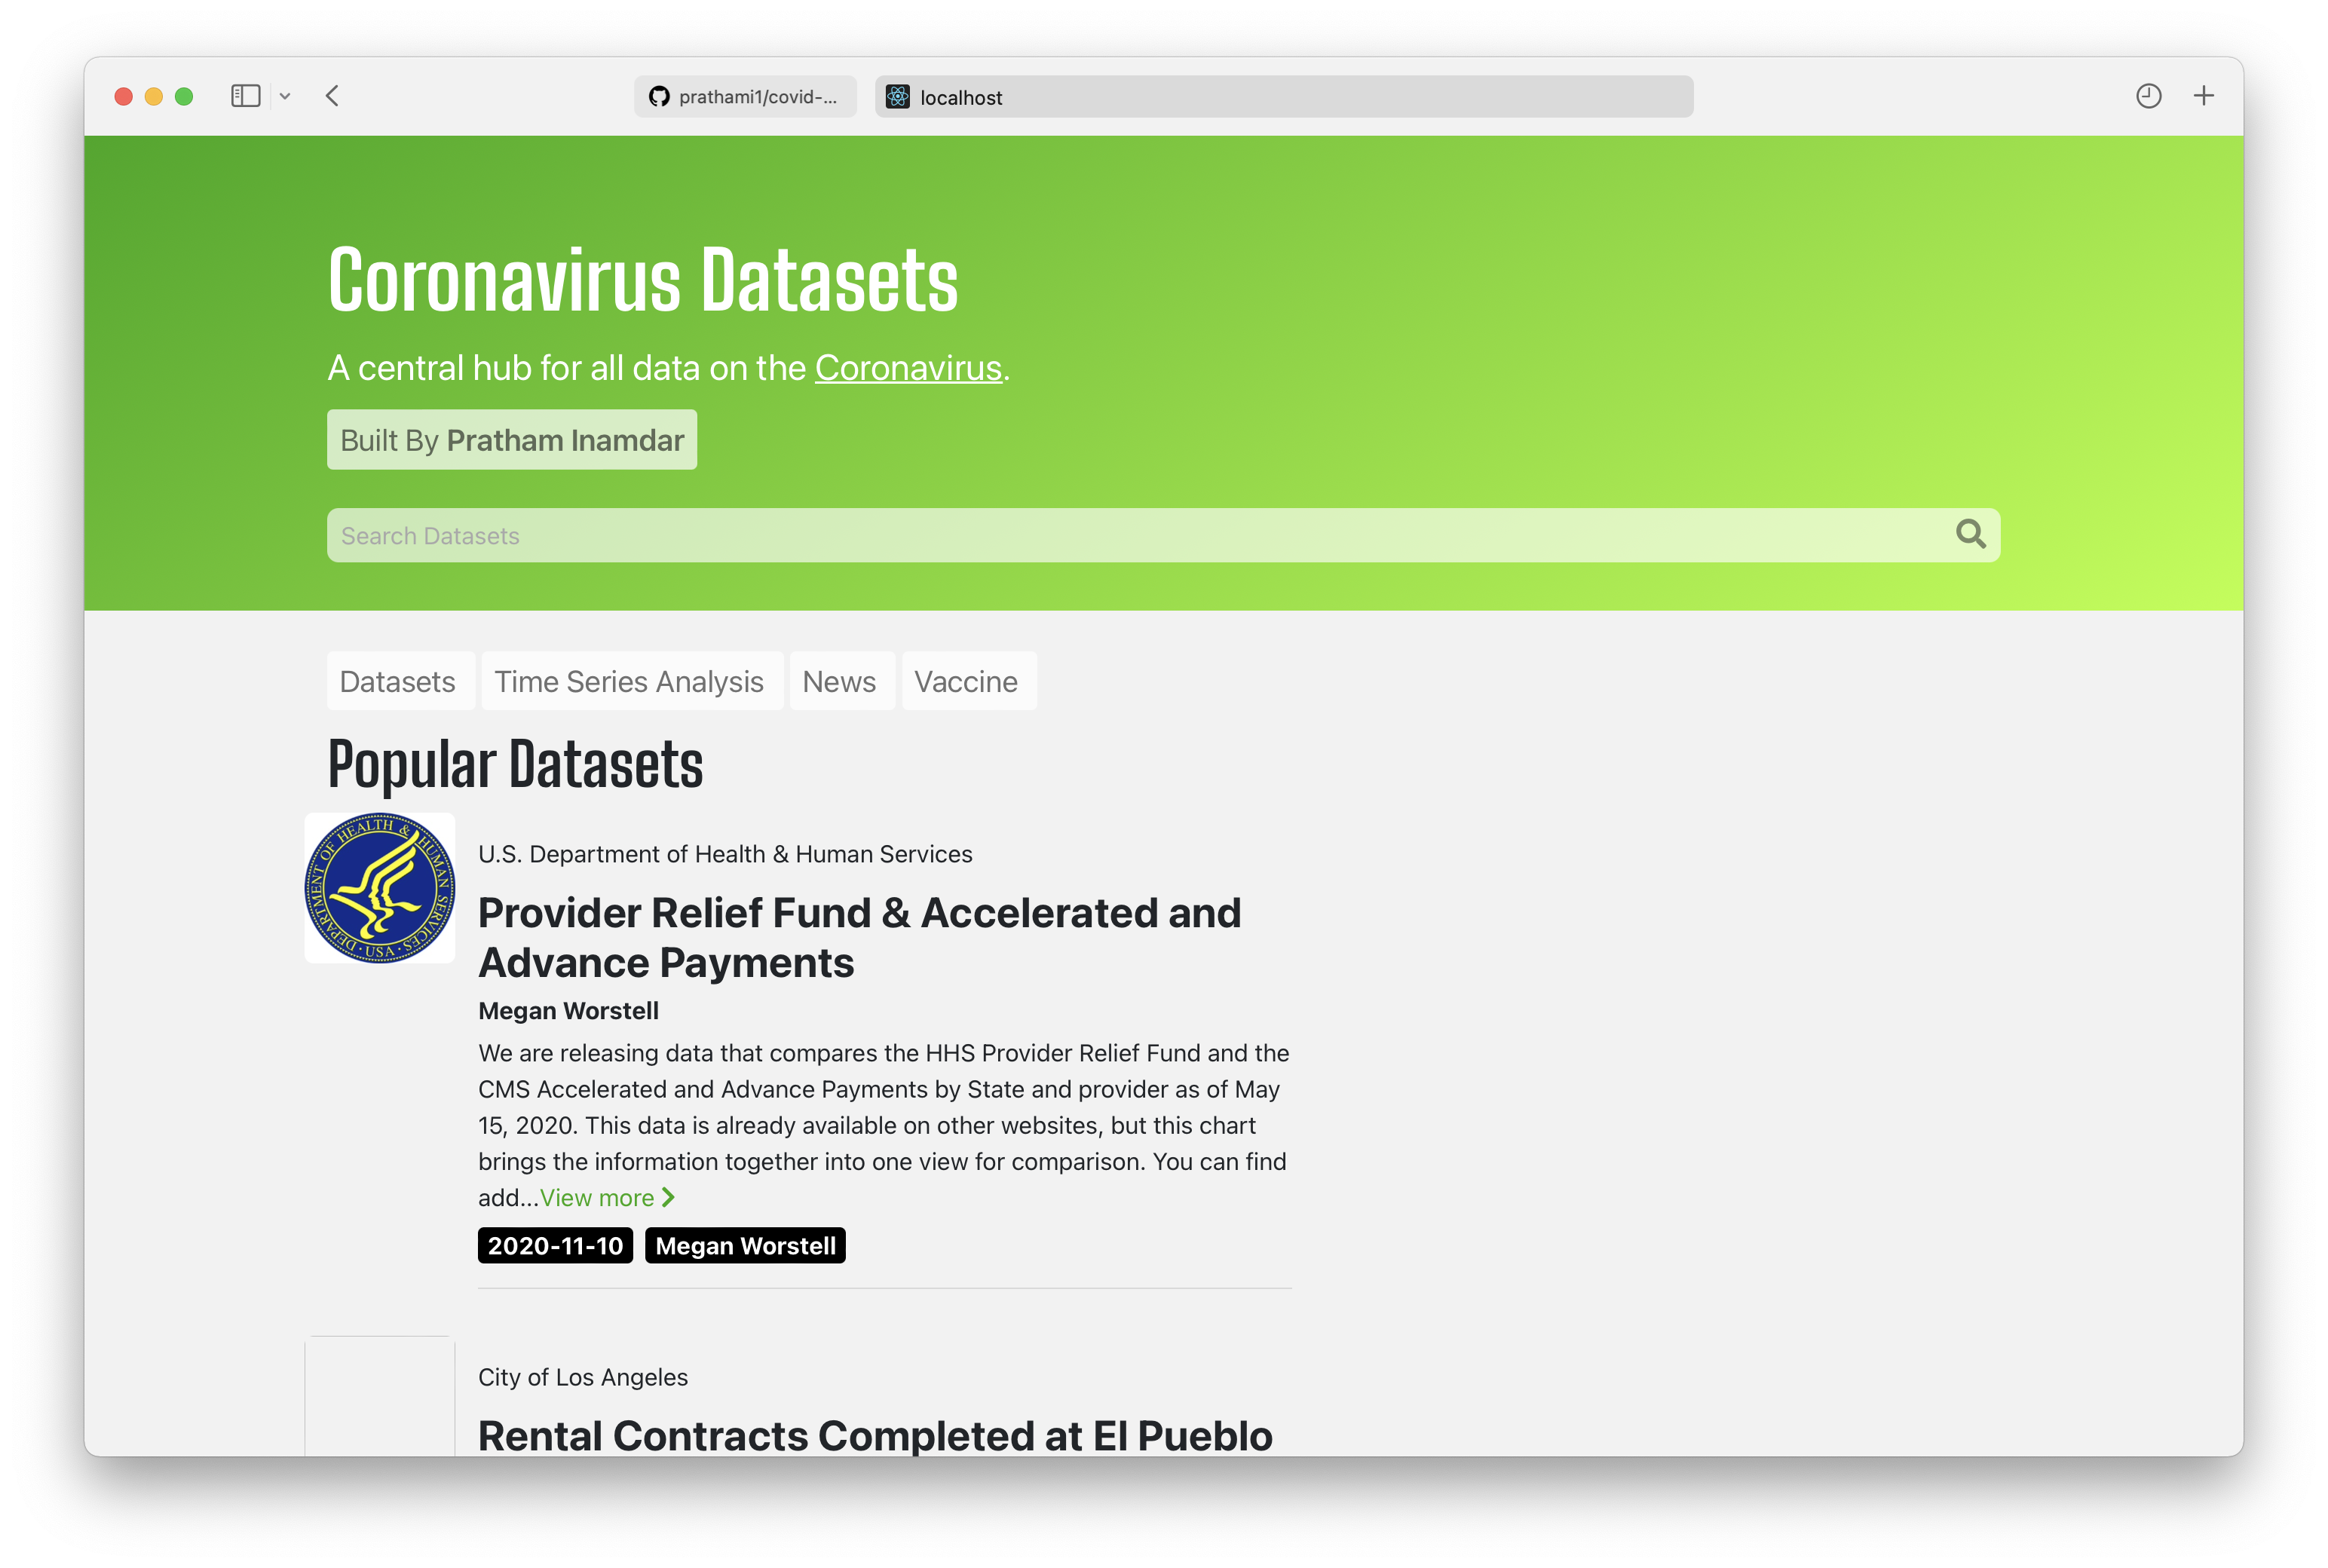 prathami1/covid-...
localhost
Coronavirus Datasets
A central hub for all data on the Coronavirus.
Built By Pratham Inamdar
Search Datasets
Datasets
Time Series Analysis
News
Vaccine
Popular Datasets
DEPARTMENT OF HEALTH & HUMAN SERVICES · USA ·
U.S. Department of Health & Human Services
Provider Relief Fund & Accelerated and
Advance Payments
Megan Worstell
We are releasing data that compares the HHS Provider Relief Fund and the
CMS Accelerated and Advance Payments by State and provider as of May
15, 2020. This data is already available on other websites, but this chart
brings the information together into one view for comparison. You can find
add...View more
2020-11-10
Megan Worstell
City of Los Angeles
Rental Contracts Completed at El Pueblo